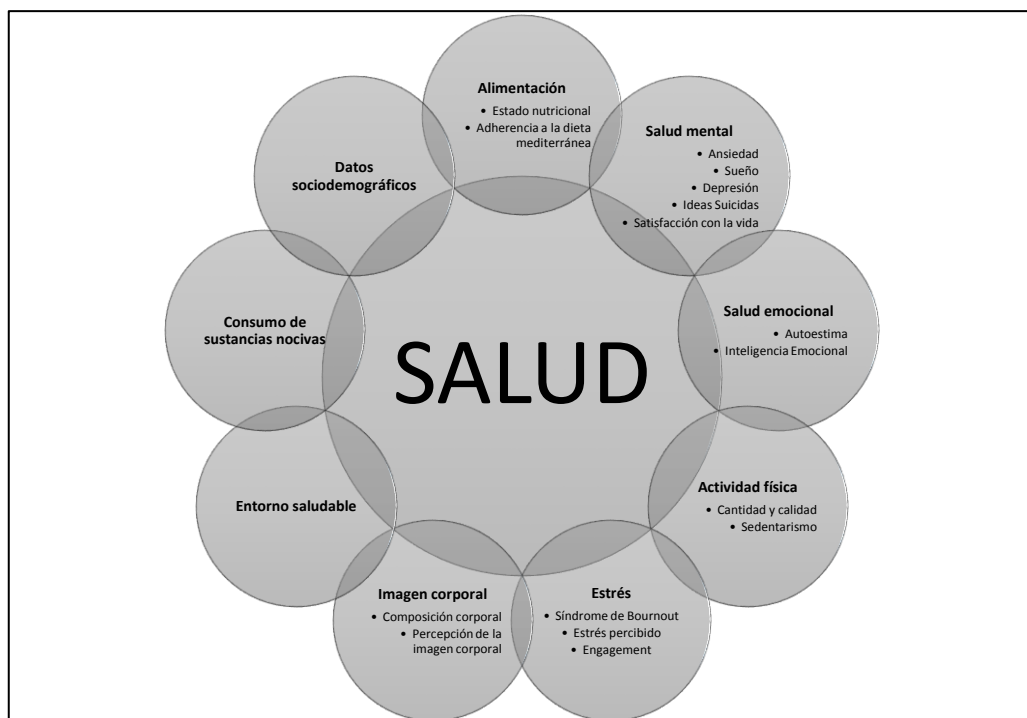 Alimentación
• Estado nutricional
• Adherencia a la dieta
mediterránea
Salud mental
• Ansiedad
• Sueño
• Depresión
• Ideas Suicidas
• Satisfacción con la vida
Salud emocional
• Autoestima
• Inteligencia Emocional
Actividad física
• Cantidad y calidad
• Sedentarismo
Estrés
• Síndrome de Bournout
• Estrés percibido
• Engagement
Imagen corporal
• Composición corporal
• Percepción de la
imagen corporal
Entorno saludable
Consumo de
sustancias nocivas
Datos
sociodemográficos
SALUD